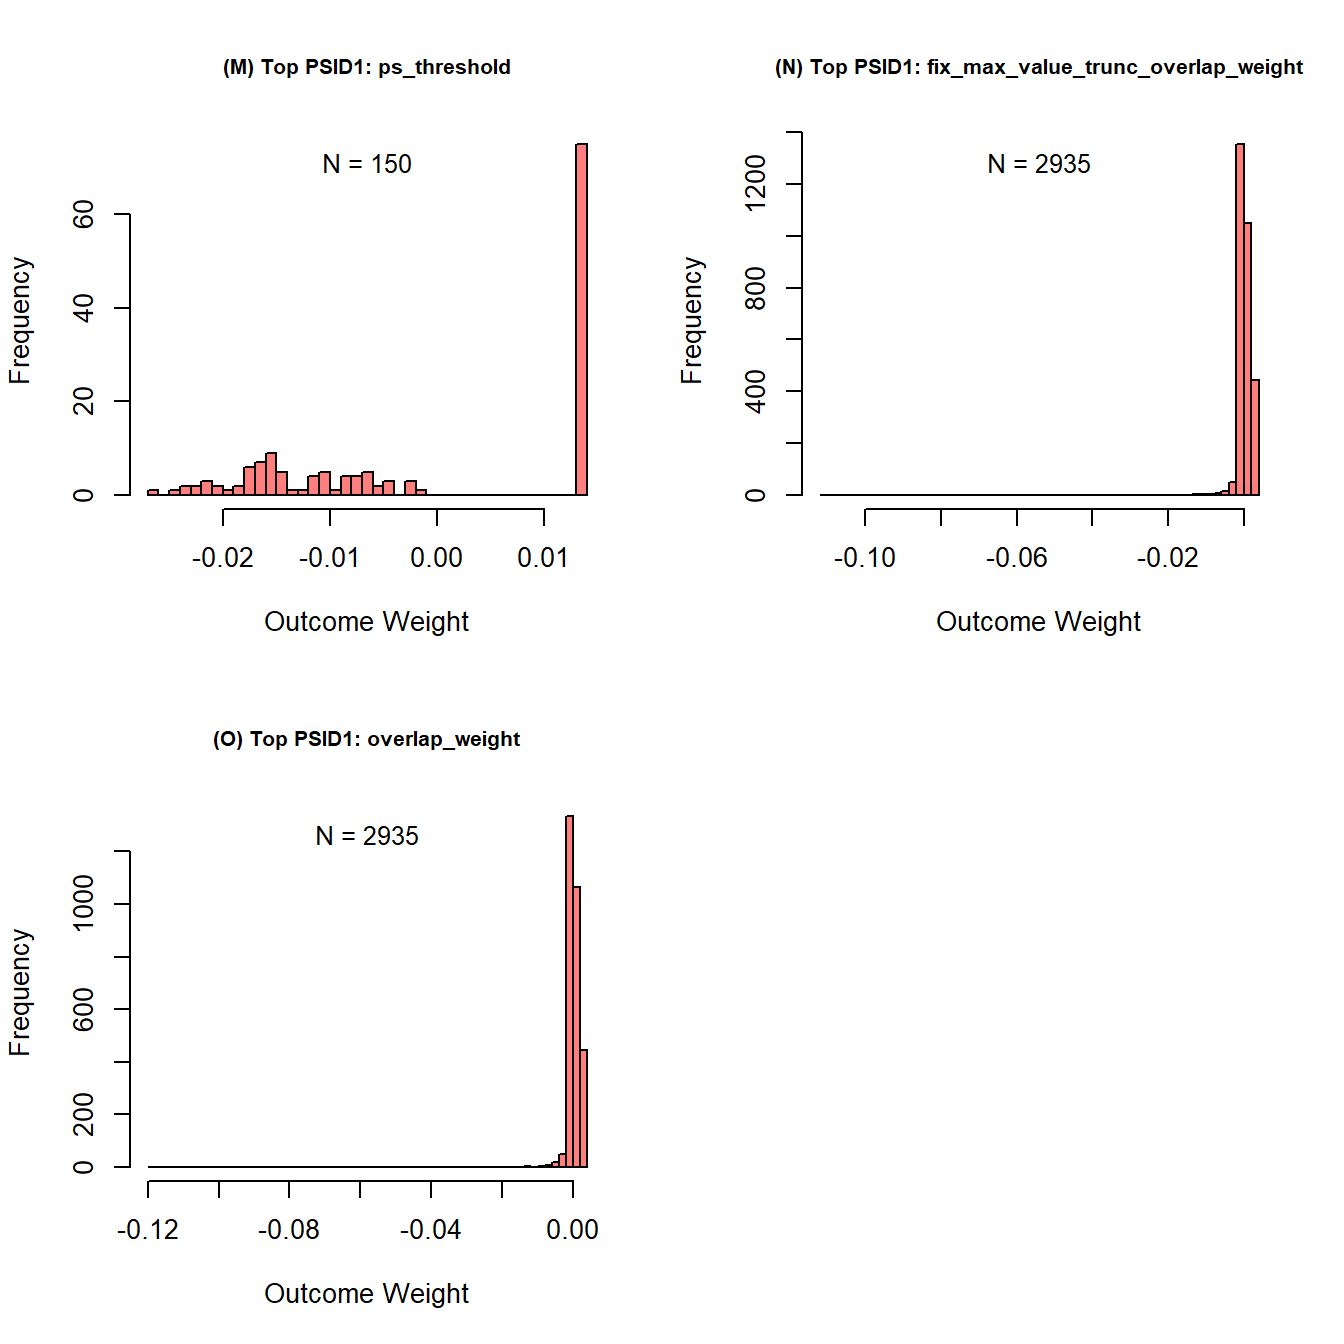 (M) Top PSID1: ps_threshold
N = 150
Frequency
60
40
20
0
-0.02 -0.01 0.00 0.01
Outcome Weight
(N) Top PSID1: fix_max_value_trunc_overlap_weight
N = 2935
Frequency
1200
800
400
0
-0.10 -0.06 -0.02
Outcome Weight
(O) Top PSID1: overlap_weight
N = 2935
Frequency
1000
600
200
0
-0.12 -0.08 -0.04 0.00
Outcome Weight